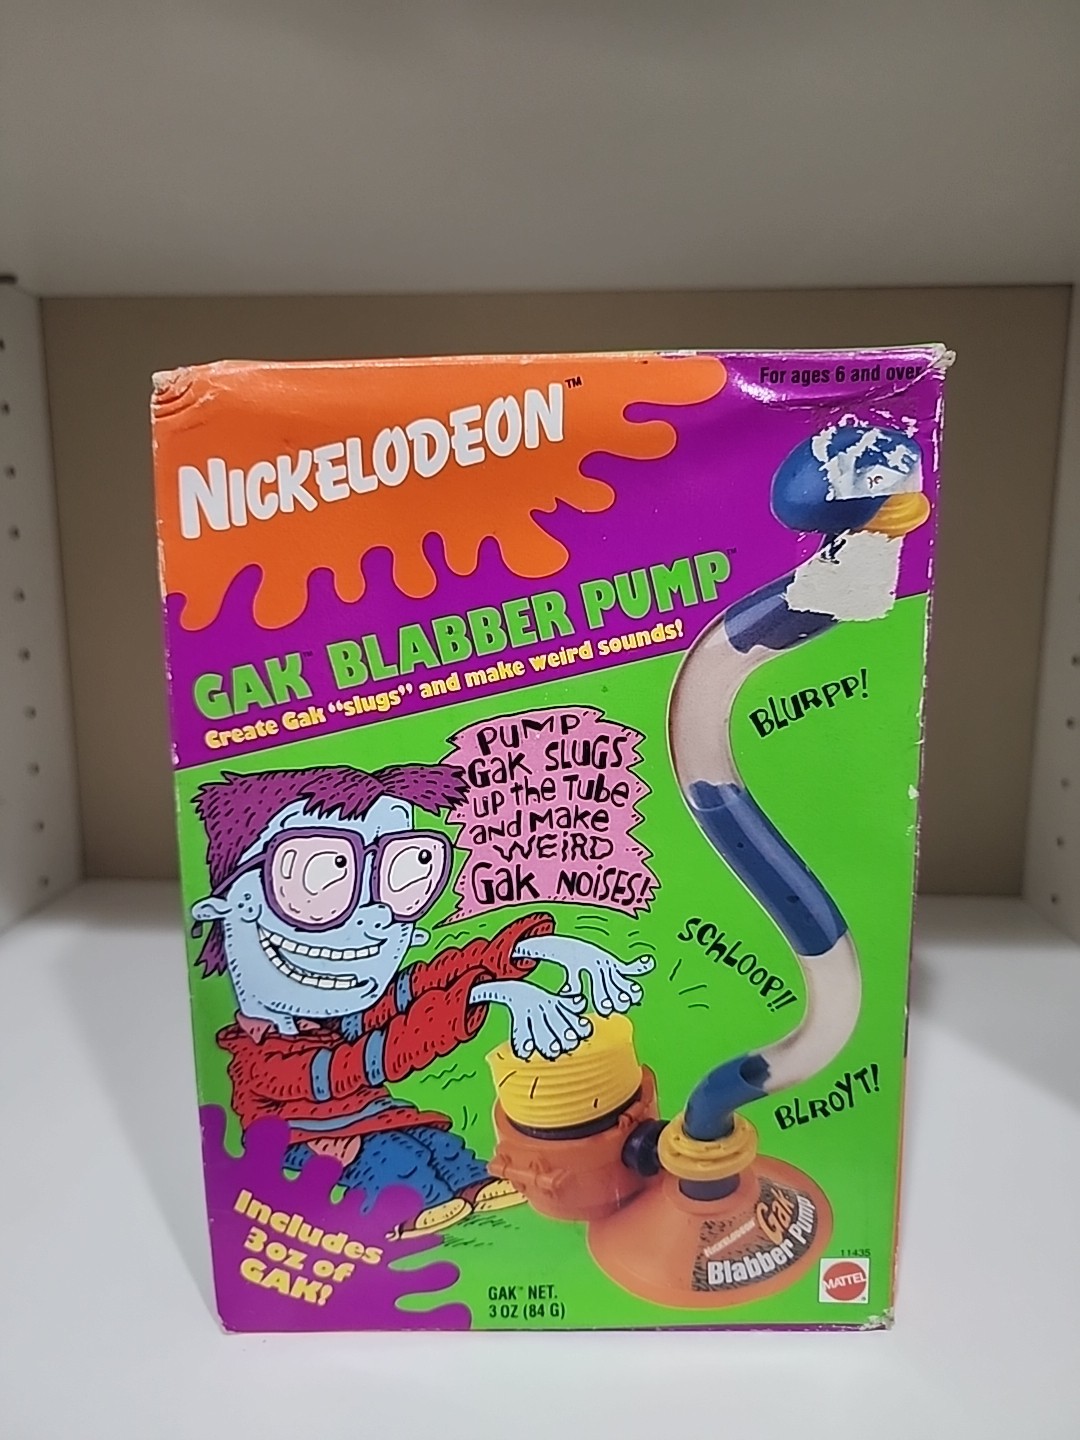 For ages 6 and over
NICKELODEON™
GAK™ BLABBER PUMP™
Create Gak “slugs” and make weird sounds!
PUMP
Gak SLUGS
UP the Tube
and Make
WEiRD
Gak NOiSES!
BLURPP!
SCHLOOP!!
BLROYT!
Includes
3oz of
GAK!
NICKELODEON
Gak
Blabber Pump
GAK™ NET.
3 OZ (84 G)
11435
MATTEL